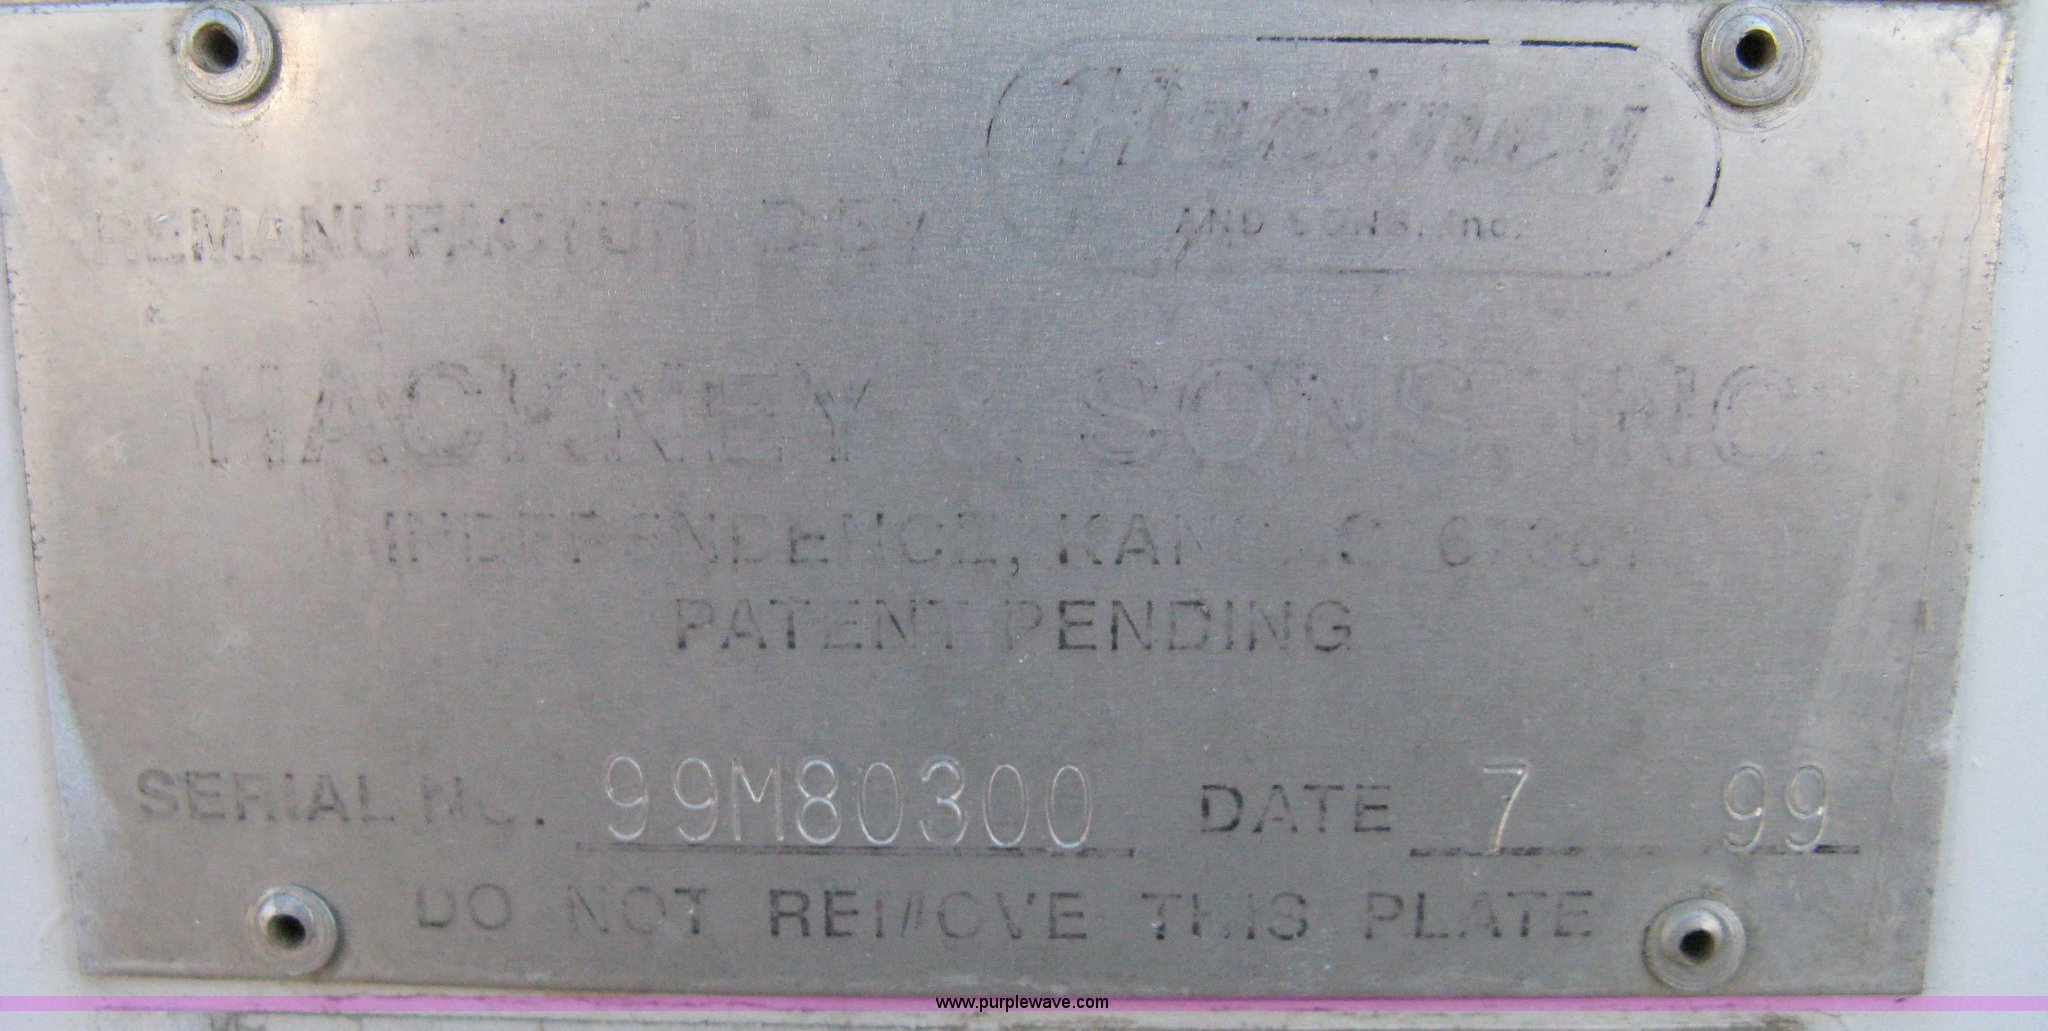 Hackney
AND SONS, Inc.
REMANUFACTURED BY
HACKNEY & SONS, INC.
INDEPENDENCE, KANSAS 67301
PATENT PENDING
SERIAL NO. 99M80300 DATE 7 99
DO NOT REMOVE THIS PLATE
www.purplewave.com